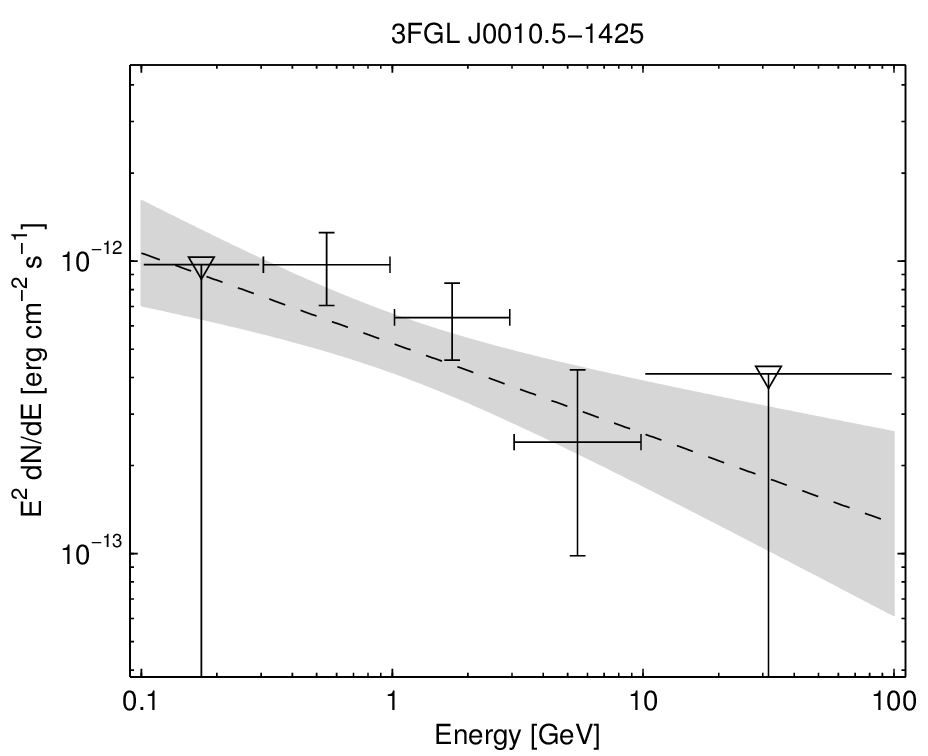 3FGL J0010.5−1425
E² dN/dE [erg cm⁻² s⁻¹]
10⁻¹²
10⁻¹³
0.1 1 10 100
Energy [GeV]